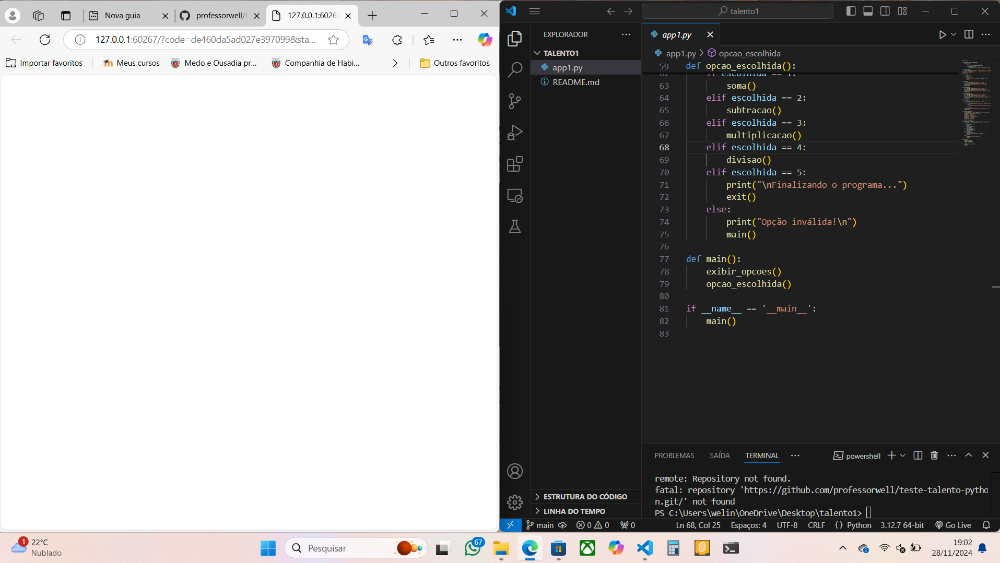 Nova guia
professorwell/t
127.0.0.1:60267
127.0.0.1:60267/?code=de460da5ad027e397099&sta...
Importar favoritos
Meus cursos
Medo e Ousadia pr...
Companhia de Habi...
Outros favoritos
talento1
EXPLORADOR
TALENTO1
app1.py
README.md
ESTRUTURA DO CÓDIGO
LINHA DO TEMPO
app1.py
app1.py > opcao_escolhida
59 def opcao_escolhida():
62 if escolhida == 1:
63 soma()
64 elif escolhida == 2:
65 subtracao()
66 elif escolhida == 3:
67 multiplicacao()
68 elif escolhida == 4:
69 divisao()
70 elif escolhida == 5:
71 print("\nFinalizando o programa...")
72 exit()
73 else:
74 print("Opção inválida!\n")
75 main()
76
77 def main():
78 exibir_opcoes()
79 opcao_escolhida()
80
81 if __name__ == '__main__':
82 main()
83
PROBLEMAS SAÍDA TERMINAL ... powershell
remote: Repository not found.
fatal: repository 'https://github.com/professorwell/teste-talento-pytho
n.git/' not found
PS C:\Users\welin\OneDrive\Desktop\talento1>
main 0 0 0 Ln 68, Col 25 Espaços: 4 UTF-8 CRLF {} Python 3.12.7 64-bit Go Live
1
22°C
Nublado
Pesquisar
67
19:02
28/11/2024